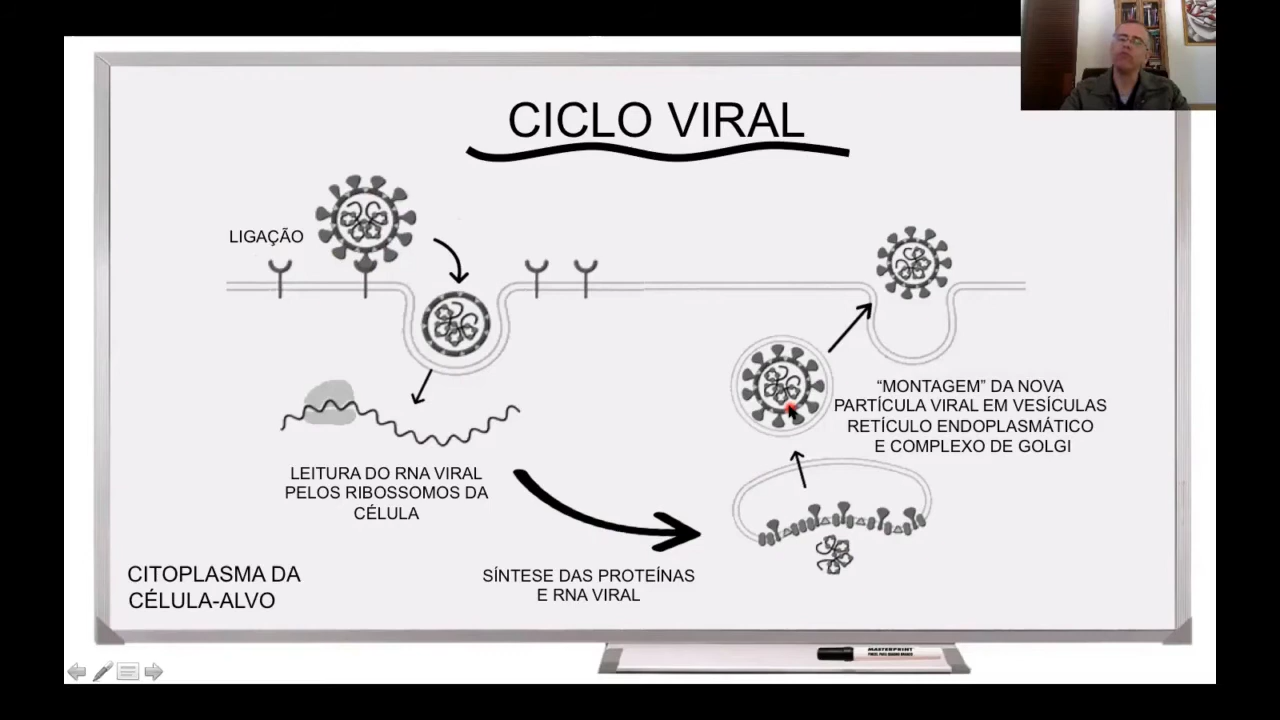 CICLO VIRAL
LIGAÇÃO
“MONTAGEM” DA NOVA
PARTÍCULA VIRAL EM VESÍCULAS
RETÍCULO ENDOPLASMÁTICO
E COMPLEXO DE GOLGI
LEITURA DO RNA VIRAL
PELOS RIBOSSOMOS DA
CÉLULA
SÍNTESE DAS PROTEÍNAS
E RNA VIRAL
CITOPLASMA DA
CÉLULA-ALVO
MASTERPRINT